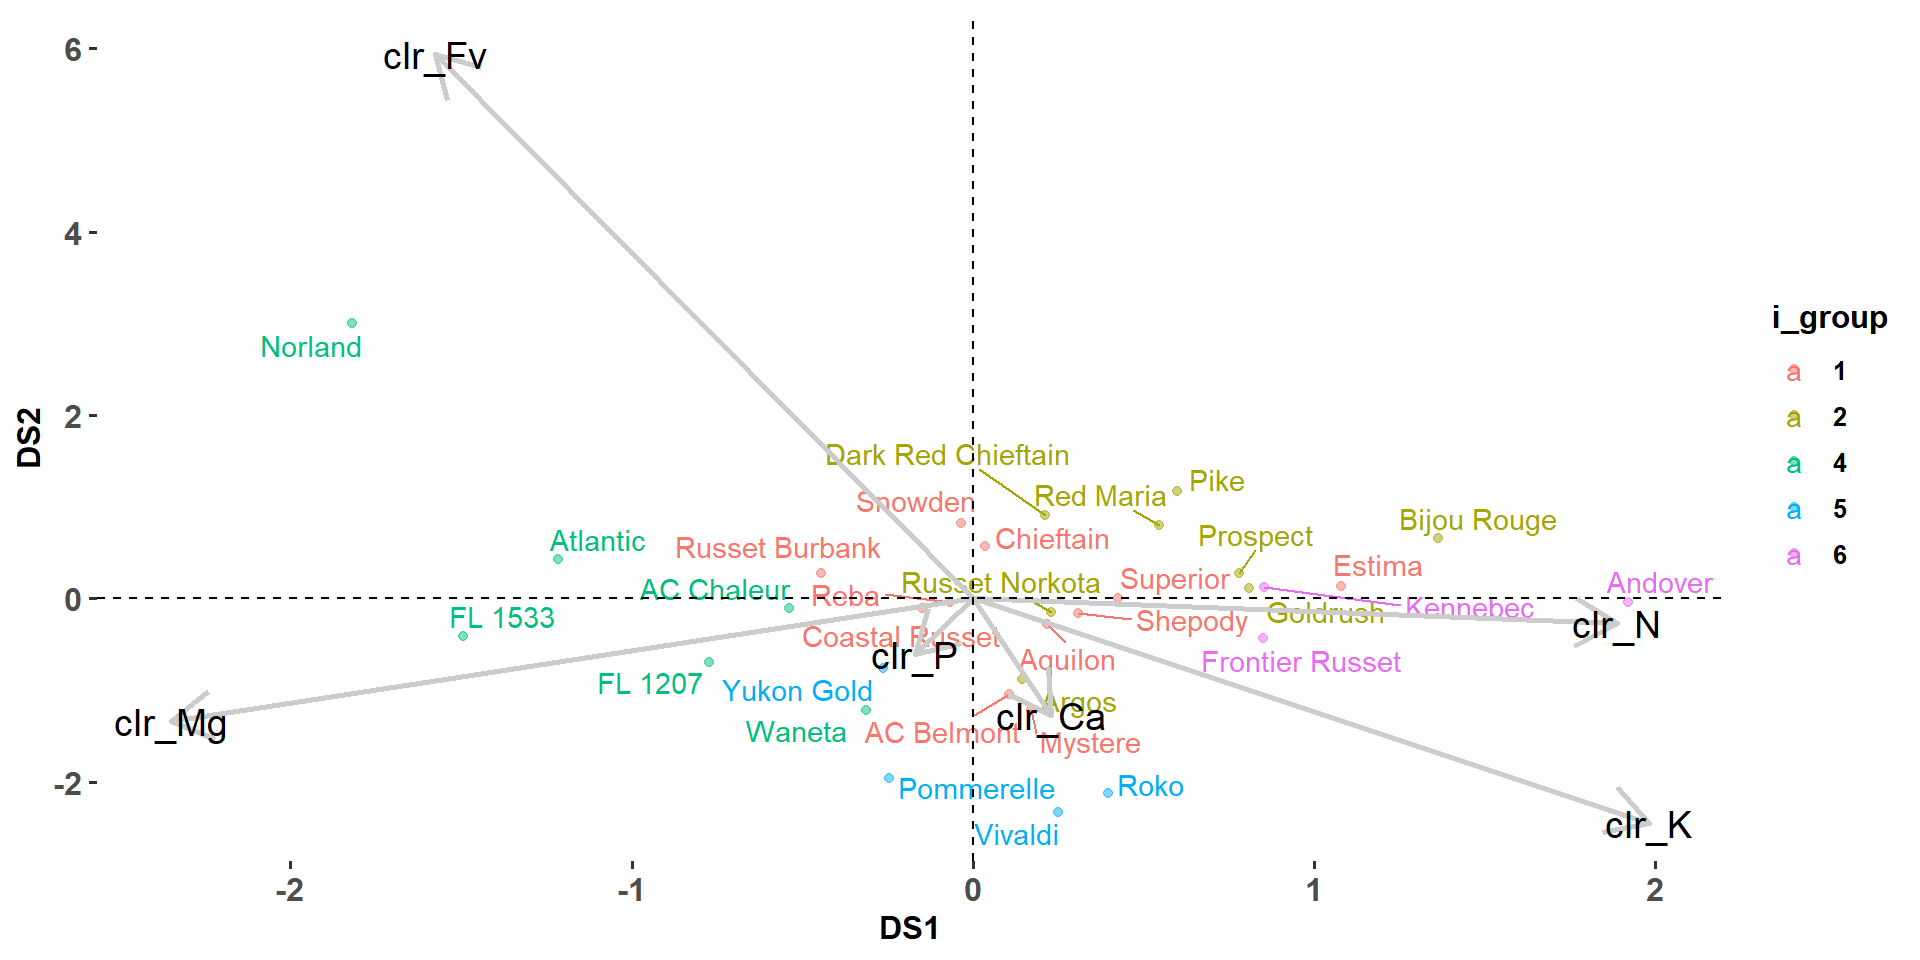 clr_Fv
6
4
Norland
2
Dark Red Chieftain
Red Maria
Pike
Snowden
Bijou Rouge
Chieftain
Prospect
Atlantic
Russet Burbank
Estima
AC Chaleur
Russet Norkota
Superior
Andover
0
Reba
Kennebec
FL 1533
Goldrush
Shepody
clr_N
Coastal Russet
clr_P
Aquilon
Frontier Russet
FL 1207
Yukon Gold
Argos
clr_Mg
clr_Ca
Waneta
AC Belmont
Mystere
-2
Pommerelle
Roko
clr_K
Vivaldi
-2
-1
0
1
2
DS1
DS2
i_group
a 1
a 2
a 4
a 5
a 6